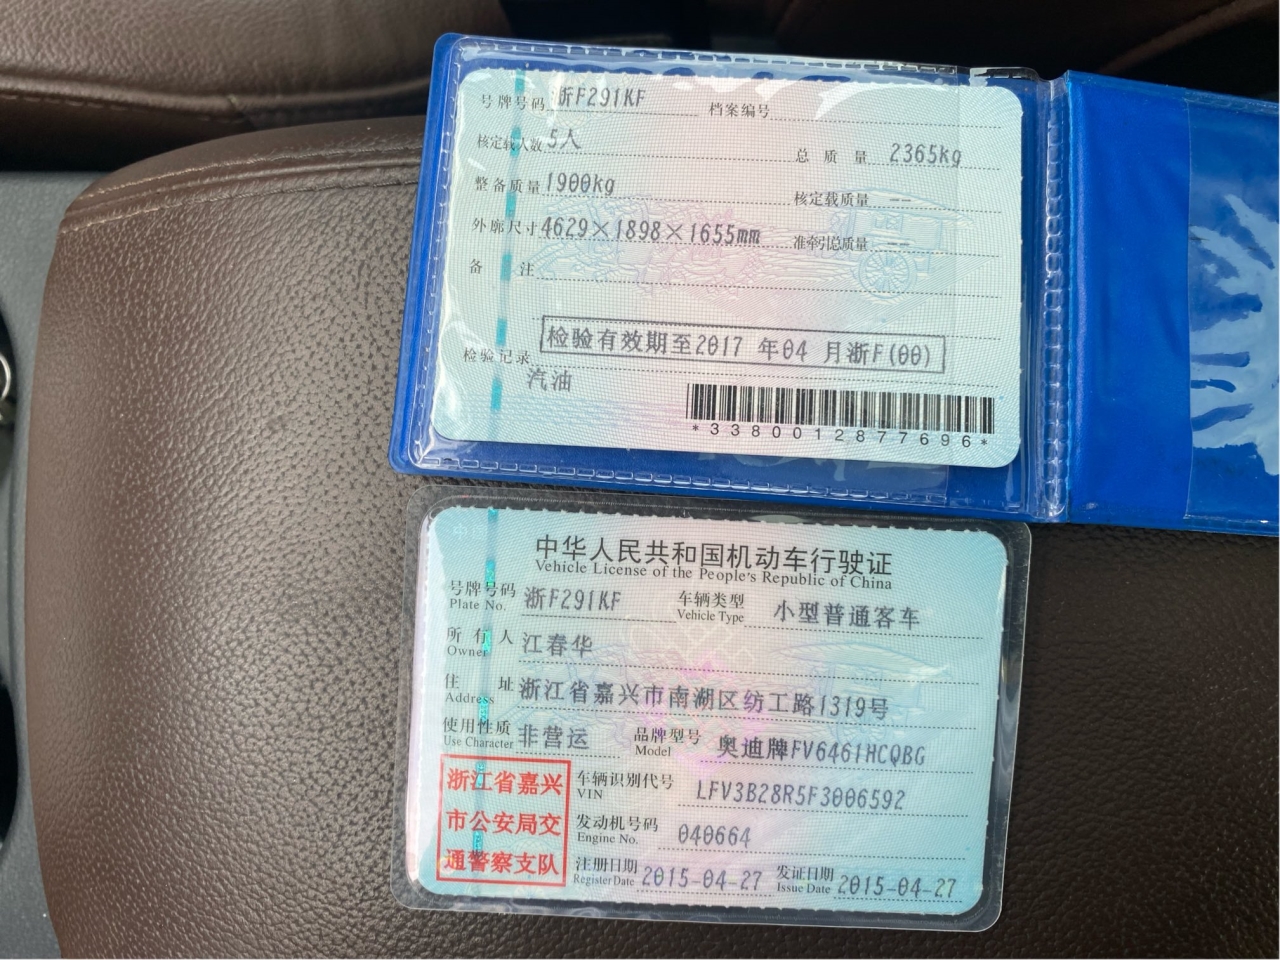 号牌号码 浙F291KF 档案编号
核定载人数 5人 总质量 2365kg
整备质量 1900kg 核定载质量 --
外廓尺寸 4629×1898×1655mm 准牵引总质量 --
备注
检验记录 检验有效期至2017 年04 月浙F(00)
汽油
*3380012877696*
中华人民共和国机动车行驶证
Vehicle License of the People's Republic of China
号牌号码 浙F291KF 车辆类型 小型普通客车
Plate No. Vehicle Type
所有人 江春华
Owner
住址 浙江省嘉兴市南湖区纺工路1319号
Address
使用性质 非营运 品牌型号 奥迪牌FV6461HCQBG
Use Character Model
浙江省嘉兴
市公安局交
通警察支队
车辆识别代号 LFV3B28R5F3006592
VIN
发动机号码 040664
Engine No.
注册日期 2015-04-27 发证日期 2015-04-27
Register Date Issue Date